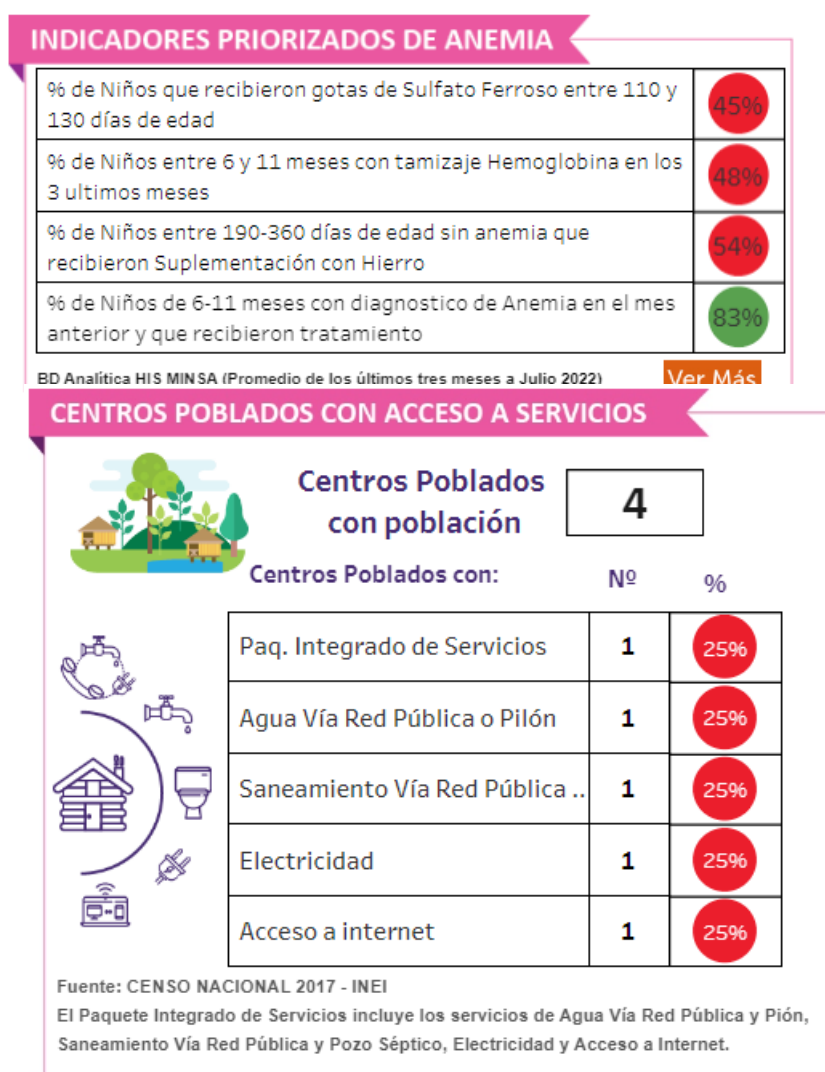 INDICADORES PRIORIZADOS DE ANEMIA
% de Niños que recibieron gotas de Sulfato Ferroso entre 110 y
130 días de edad
45%
% de Niños entre 6 y 11 meses con tamizaje Hemoglobina en los
3 ultimos meses
48%
% de Niños entre 190-360 días de edad sin anemia que
recibieron Suplementación con Hierro
54%
% de Niños de 6-11 meses con diagnostico de Anemia en el mes
anterior y que recibieron tratamiento
83%
BD Analítica HIS MINSA (Promedio de los últimos tres meses a Julio 2022)
Ver Más
CENTROS POBLADOS CON ACCESO A SERVICIOS
Centros Poblados
con población
4
Centros Poblados con: Nº %
Paq. Integrado de Servicios 1 25%
Agua Vía Red Pública o Pilón 1 25%
Saneamiento Vía Red Pública .. 1 25%
Electricidad 1 25%
Acceso a internet 1 25%
Fuente: CENSO NACIONAL 2017 - INEI
El Paquete Integrado de Servicios incluye los servicios de Agua Vía Red Pública y Pión,
Saneamiento Vía Red Pública y Pozo Séptico, Electricidad y Acceso a Internet.